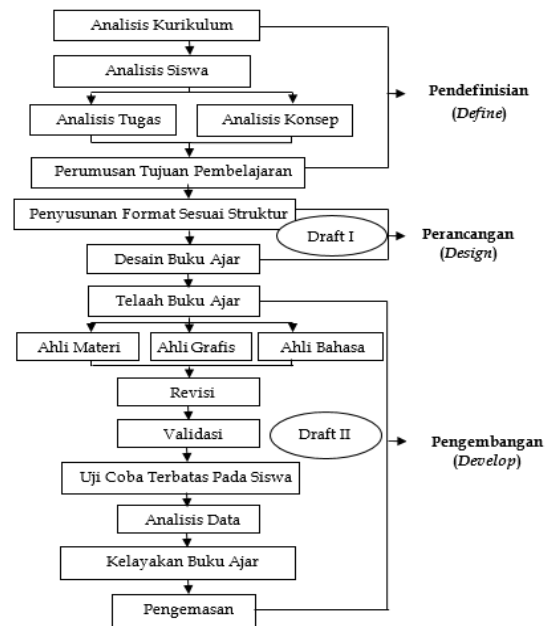 Analisis Kurikulum
Analisis Siswa
Analisis Tugas
Analisis Konsep
Perumusan Tujuan Pembelajaran
Pendefinisian
(Define)
Penyusunan Format Sesuai Struktur
Draft I
Desain Buku Ajar
Perancangan
(Design)
Telaah Buku Ajar
Ahli Materi
Ahli Grafis
Ahli Bahasa
Revisi
Validasi
Draft II
Uji Coba Terbatas Pada Siswa
Analisis Data
Kelayakan Buku Ajar
Pengemasan
Pengembangan
(Develop)